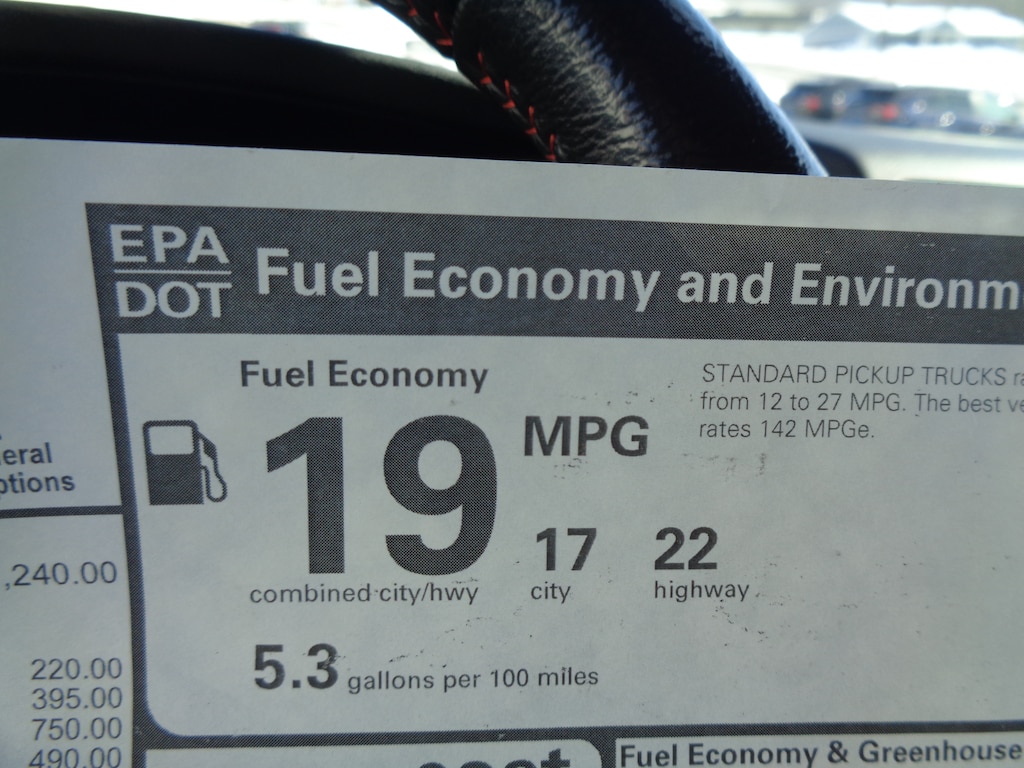 EPA
DOT
Fuel Economy and Environm
Fuel Economy
19
MPG
combined city/hwy
17
city
22
highway
5.3 gallons per 100 miles
STANDARD PICKUP TRUCKS ra
from 12 to 27 MPG. The best ve
rates 142 MPGe.
eral
ptions
,240.00
220.00
395.00
750.00
490.00
Fuel Economy & Greenhouse